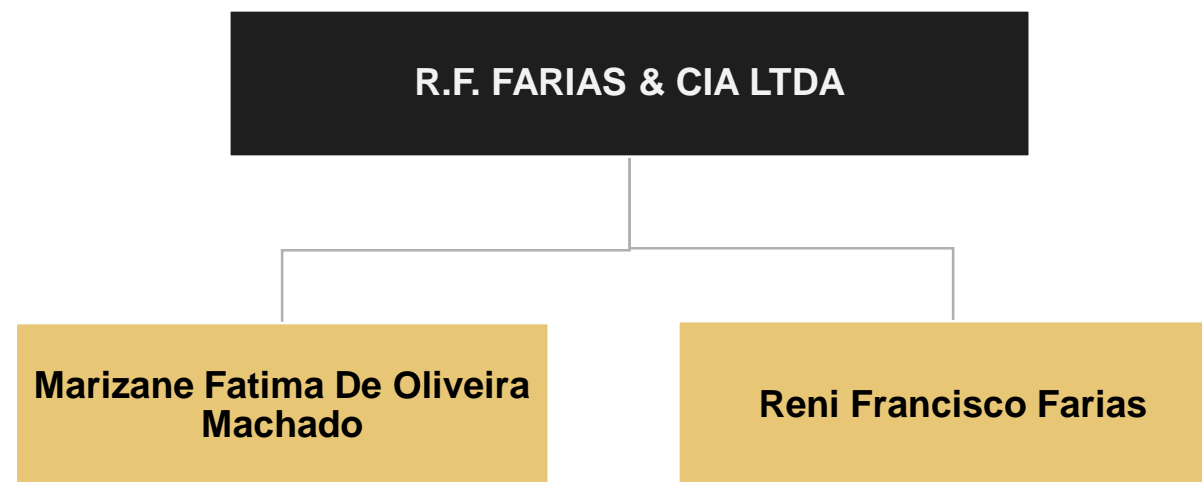 R.F. FARIAS & CIA LTDA
Marizane Fatima De Oliveira
Machado
Reni Francisco Farias